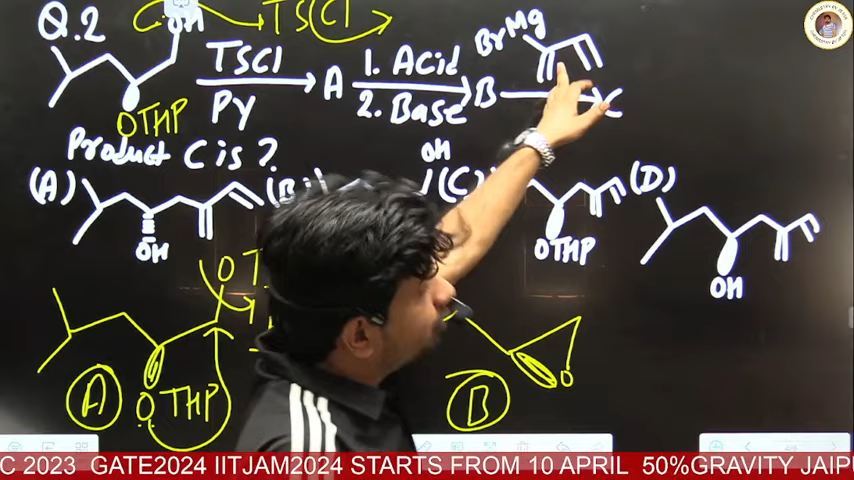 Q.2
OH
TSCl
BrMg
TSCl
Py
A
1. Acid
2. Base
B
C
OTHP
Product C is ?
(A)
OH
(B)
OH
(C)
OTHP
(D)
OH
A
OTHP
B
O
C 2023 GATE2024 IITJAM2024 STARTS FROM 10 APRIL 50%GRAVITY JAIPU